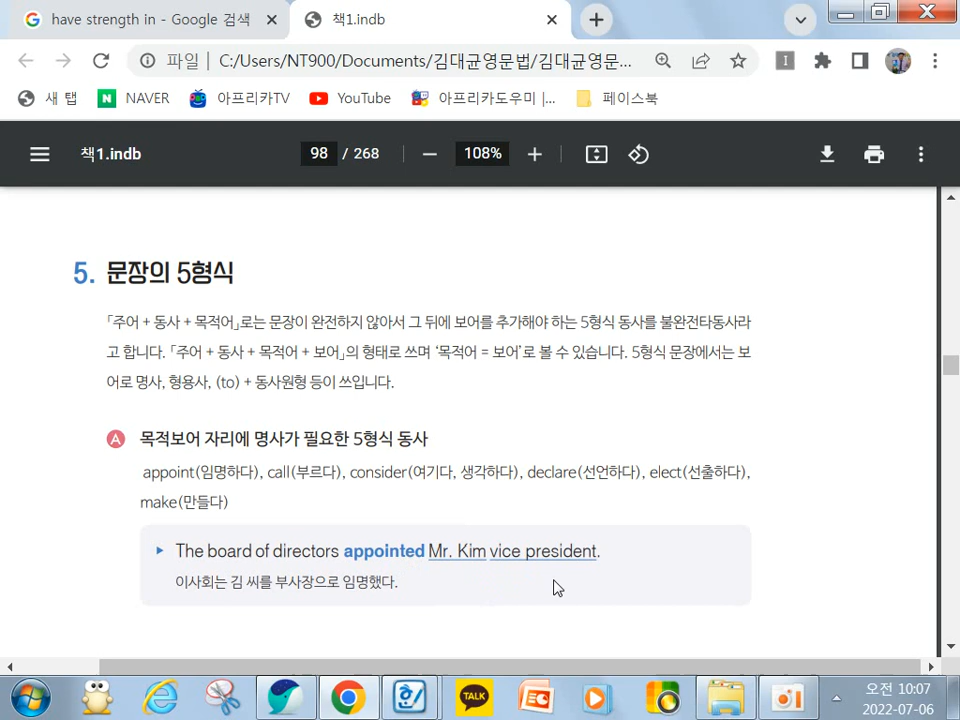 have strength in - Google 검색
책1.indb
파일
C:/Users/NT900/Documents/김대균영문법/김대균영문...
새 탭
NAVER
아프리카TV
YouTube
아프리카도우미 |...
페이스북
책1.indb
98 / 268
108%
5. 문장의 5형식
「주어 + 동사 + 목적어」로는 문장이 완전하지 않아서 그 뒤에 보어를 추가해야 하는 5형식 동사를 불완전타동사라
고 합니다. 「주어 + 동사 + 목적어 + 보어」의 형태로 쓰며 ‘목적어 = 보어’로 볼 수 있습니다. 5형식 문장에서는 보
어로 명사, 형용사, (to) + 동사원형 등이 쓰입니다.
A 목적보어 자리에 명사가 필요한 5형식 동사
appoint(임명하다), call(부르다), consider(여기다, 생각하다), declare(선언하다), elect(선출하다),
make(만들다)
The board of directors appointed Mr. Kim vice president.
이사회는 김 씨를 부사장으로 임명했다.
TALK
오전 10:07
2022-07-06